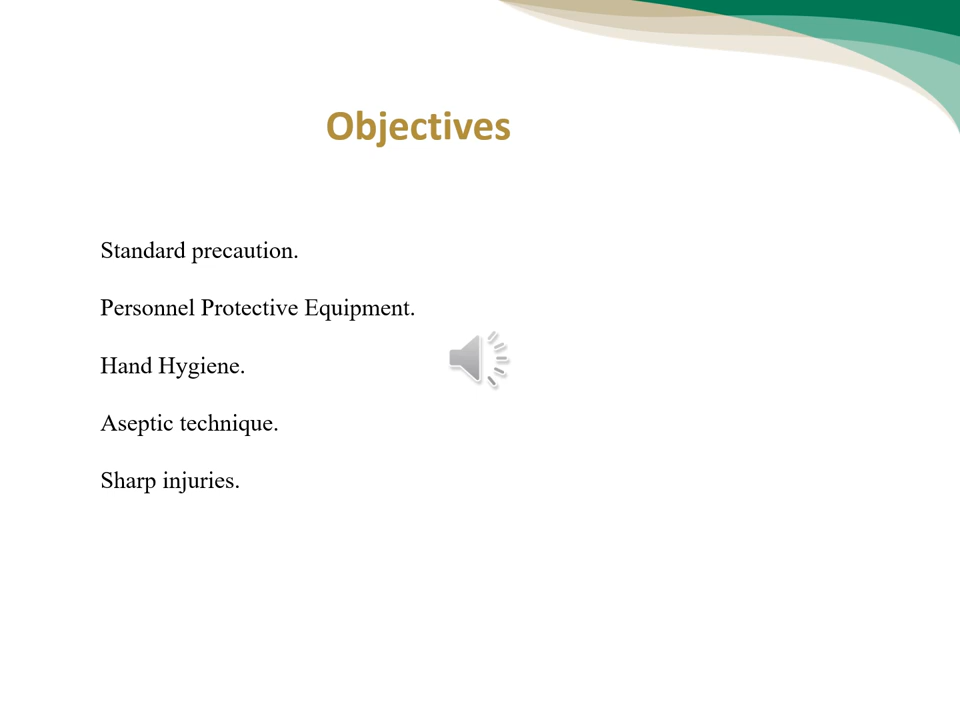 Objectives
Standard precaution.
Personnel Protective Equipment.
Hand Hygiene.
Aseptic technique.
Sharp injuries.